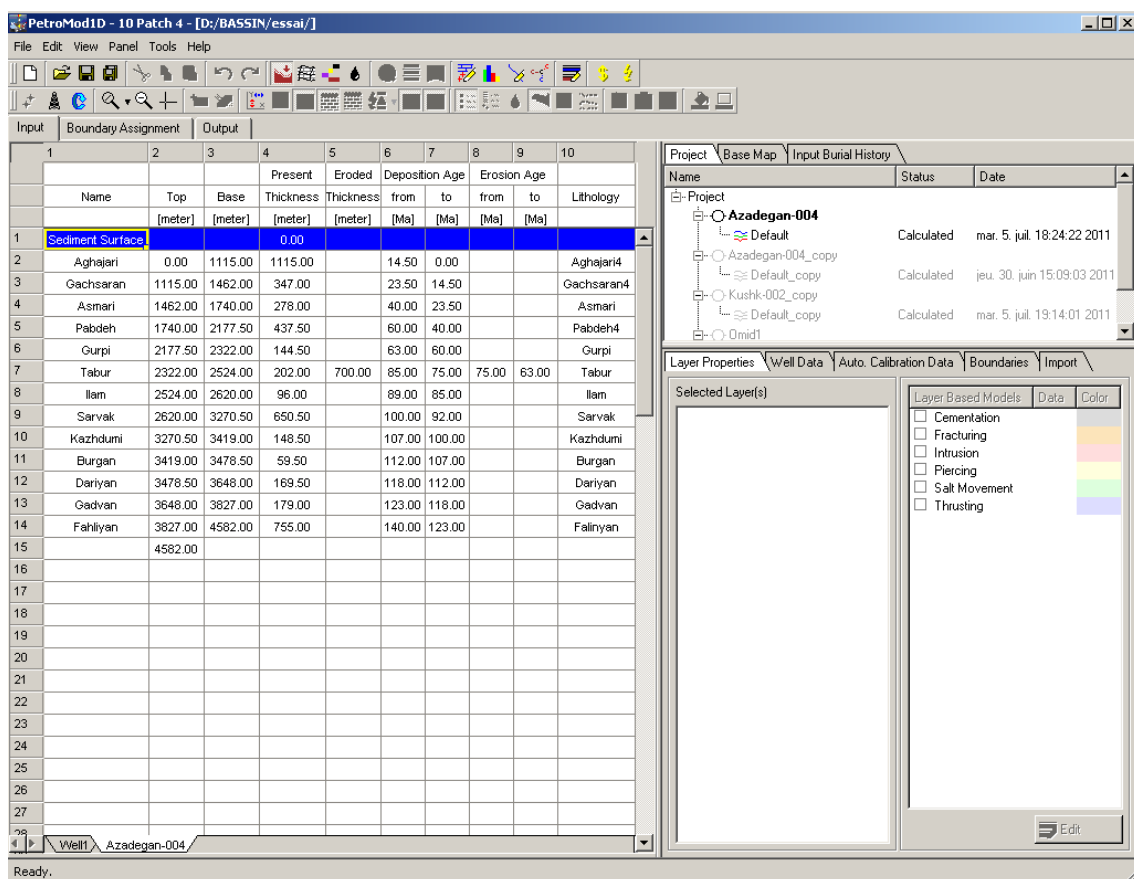 PetroMod1D - 10 Patch 4 - [D:/BASSIN/essai/]
File Edit View Panel Tools Help
Input Boundary Assignment Output
1 2 3 4 5 6 7 8 9 10
Present Eroded Deposition Age Erosion Age
Name Top Base Thickness Thickness from to from to Lithology
[meter] [meter] [meter] [meter] [Ma] [Ma] [Ma] [Ma]
1 Sediment Surface 0.00
2 Aghajari 0.00 1115.00 1115.00 14.50 0.00 Aghajari4
3 Gachsaran 1115.00 1462.00 347.00 23.50 14.50 Gachsaran4
4 Asmari 1462.00 1740.00 278.00 40.00 23.50 Asmari
5 Pabdeh 1740.00 2177.50 437.50 60.00 40.00 Pabdeh4
6 Gurpi 2177.50 2322.00 144.50 63.00 60.00 Gurpi
7 Tabur 2322.00 2524.00 202.00 700.00 85.00 75.00 75.00 63.00 Tabur
8 Ilam 2524.00 2620.00 96.00 89.00 85.00 Ilam
9 Sarvak 2620.00 3270.50 650.50 100.00 92.00 Sarvak
10 Kazhdumi 3270.50 3419.00 148.50 107.00 100.00 Kazhdumi
11 Burgan 3419.00 3478.50 59.50 112.00 107.00 Burgan
12 Dariyan 3478.50 3648.00 169.50 118.00 112.00 Dariyan
13 Gadvan 3648.00 3827.00 179.00 123.00 118.00 Gadvan
14 Fahliyan 3827.00 4582.00 755.00 140.00 123.00 Falinyan
15 4582.00
16
17
18
19
20
21
22
23
24
25
26
27
28
Well1 Azadegan-004
Ready.
Project Base Map Input Burial History
Name Status Date
Project
Azadegan-004
Default Calculated mar. 5. juil. 18:24:22 2011
Azadegan-004_copy
Default_copy Calculated jeu. 30. juin 15:09:03 2011
Kushk-002_copy
Default_copy Calculated mar. 5. juil. 19:14:01 2011
Omid1
Layer Properties Well Data Auto. Calibration Data Boundaries Import
Selected Layer(s)
Layer Based Models Data Color
Cementation
Fracturing
Intrusion
Piercing
Salt Movement
Thrusting
Edit